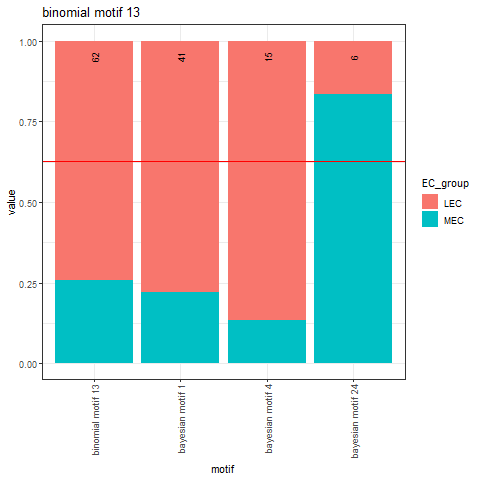 binomial motif 13
62
41
15
6
1.00
0.75
0.50
0.25
0.00
value
EC_group
LEC
MEC
binomial motif 13
bayesian motif 1
bayesian motif 4
bayesian motif 24
motif